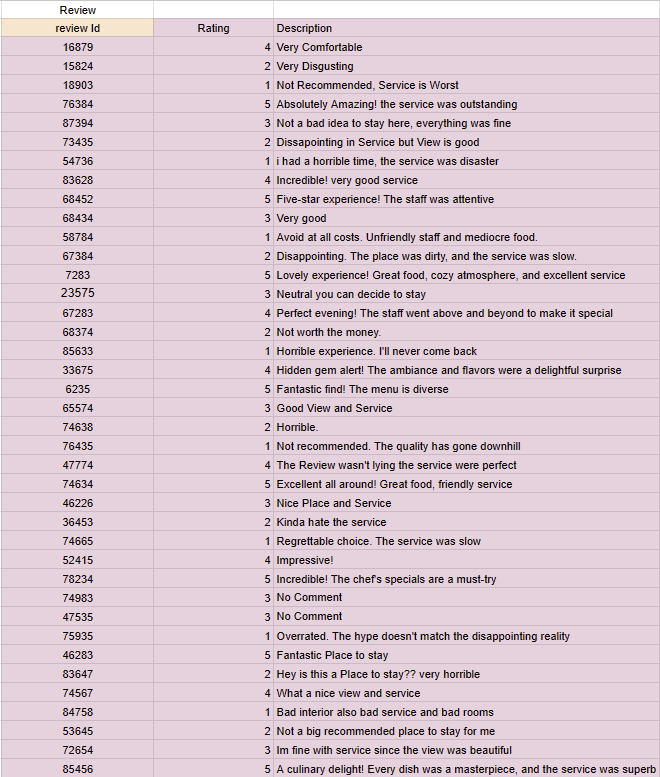 Review
review Id Rating Description
16879 4 Very Comfortable
15824 2 Very Disgusting
18903 1 Not Recommended, Service is Worst
76384 5 Absolutely Amazing! the service was outstanding
87394 3 Not a bad idea to stay here, everything was fine
73435 2 Dissapointing in Service but View is good
54736 1 i had a horrible time, the service was disaster
83628 4 Incredible! very good service
68452 5 Five-star experience! The staff was attentive
68434 3 Very good
58784 1 Avoid at all costs. Unfriendly staff and mediocre food.
67384 2 Disappointing. The place was dirty, and the service was slow.
7283 5 Lovely experience! Great food, cozy atmosphere, and excellent service
23575 3 Neutral you can decide to stay
67283 4 Perfect evening! The staff went above and beyond to make it special
68374 2 Not worth the money.
85633 1 Horrible experience. I'll never come back
33675 4 Hidden gem alert! The ambiance and flavors were a delightful surprise
6235 5 Fantastic find! The menu is diverse
65574 3 Good View and Service
74638 2 Horrible.
76435 1 Not recommended. The quality has gone downhill
47774 4 The Review wasn't lying the service were perfect
74634 5 Excellent all around! Great food, friendly service
46226 3 Nice Place and Service
36453 2 Kinda hate the service
74665 1 Regrettable choice. The service was slow
52415 4 Impressive!
78234 5 Incredible! The chef's specials are a must-try
74983 3 No Comment
47535 3 No Comment
75935 1 Overrated. The hype doesn't match the disappointing reality
46283 5 Fantastic Place to stay
83647 2 Hey is this a Place to stay?? very horrible
74567 4 What a nice view and service
84758 1 Bad interior also bad service and bad rooms
53645 2 Not a big recommended place to stay for me
72654 3 Im fine with service since the view was beautiful
85456 5 A culinary delight! Every dish was a masterpiece, and the service was superb